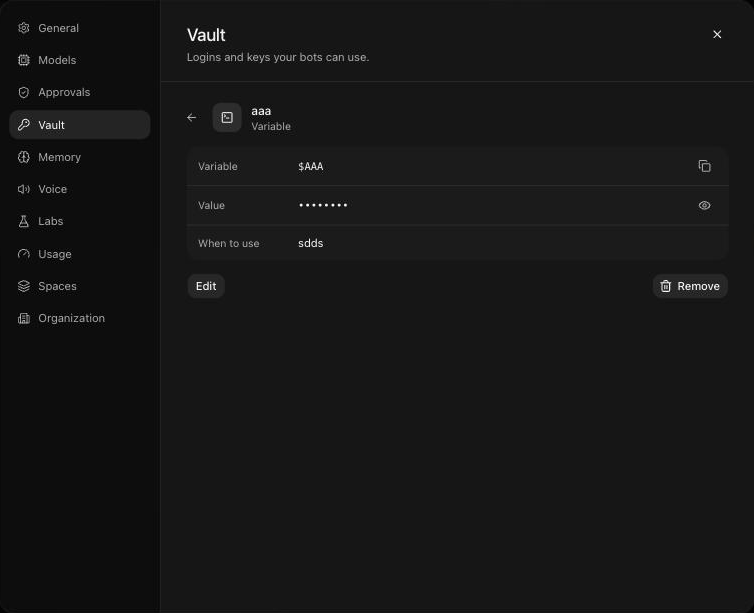 General
Models
Approvals
Vault
Memory
Voice
Labs
Usage
Spaces
Organization
Vault
Logins and keys your bots can use.
aaa
Variable
Variable $AAA
Value ••••••••
When to use sdds
Edit Remove